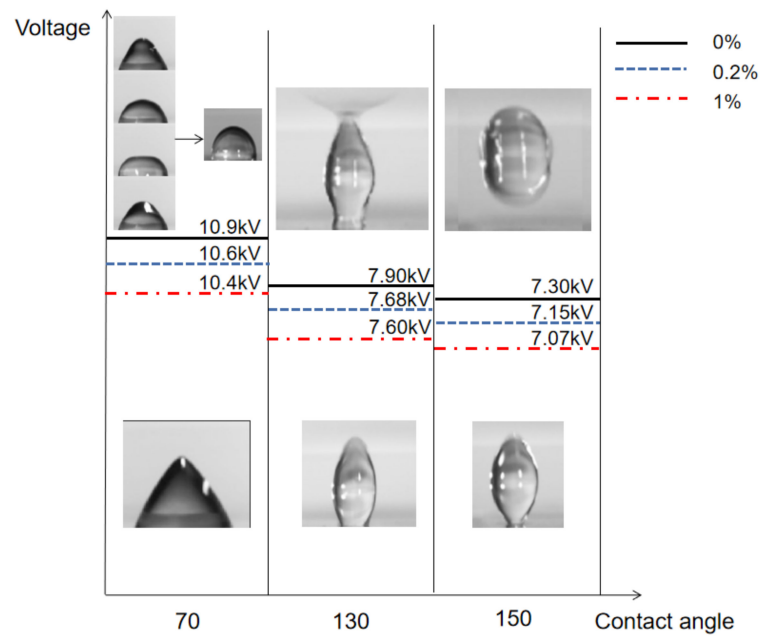 Voltage
0%
0.2%
1%
10.9kV
10.6kV
10.4kV
7.90kV
7.68kV
7.60kV
7.30kV
7.15kV
7.07kV
70
130
150
Contact angle